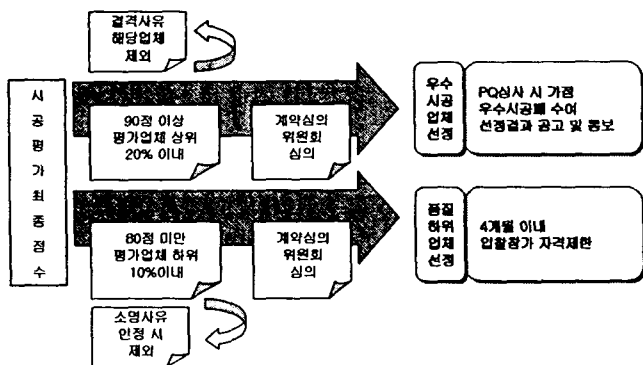 결격사유
해당업체
제외
시
공
평
가
최
종
점
수
90점 이상
평가업체 상위
20% 이내
계약심의
위원회
심의
우수
시공
업체
선정
PQ심사 시 가점
우수시공패 수여
선정결과 공고 및 통보
80점 미만
평가업체 하위
10%이내
계약심의
위원회
심의
품질
하위
업체
선정
4개월 이내
입찰참가 자격제한
소명사유
인정 시
제외